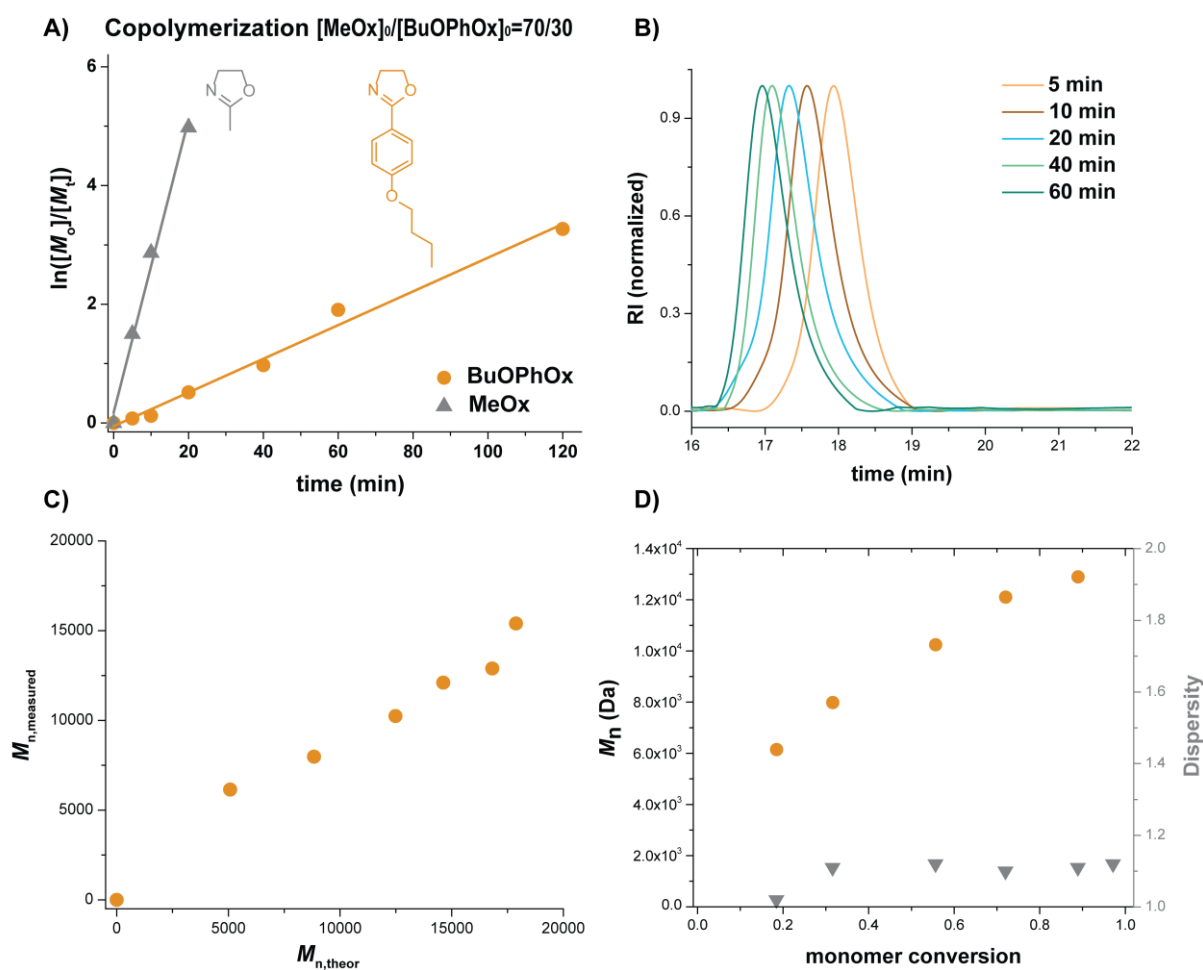 A) Copolymerization [MeOx]₀/[BuOPhOx]₀=70/30
6
4
2
0
ln([Mₒ]/[Mₜ])
N
O
N
O
O
BuOPhOx
MeOx
0 20 40 60 80 100 120
time (min)
B)
0.9
0.6
0.3
0.0
RI (normalized)
5 min
10 min
20 min
40 min
60 min
16 17 18 19 20 21 22
time (min)
C)
20000
15000
10000
5000
0
Mn,measured
0 5000 10000 15000 20000
Mn,theor
D)
1.4x10⁴
1.2x10⁴
1.0x10⁴
8.0x10³
6.0x10³
4.0x10³
2.0x10³
0.0
Mn (Da)
2.0
1.8
1.6
1.4
1.2
1.0
Dispersity
0.0 0.2 0.4 0.6 0.8 1.0
monomer conversion